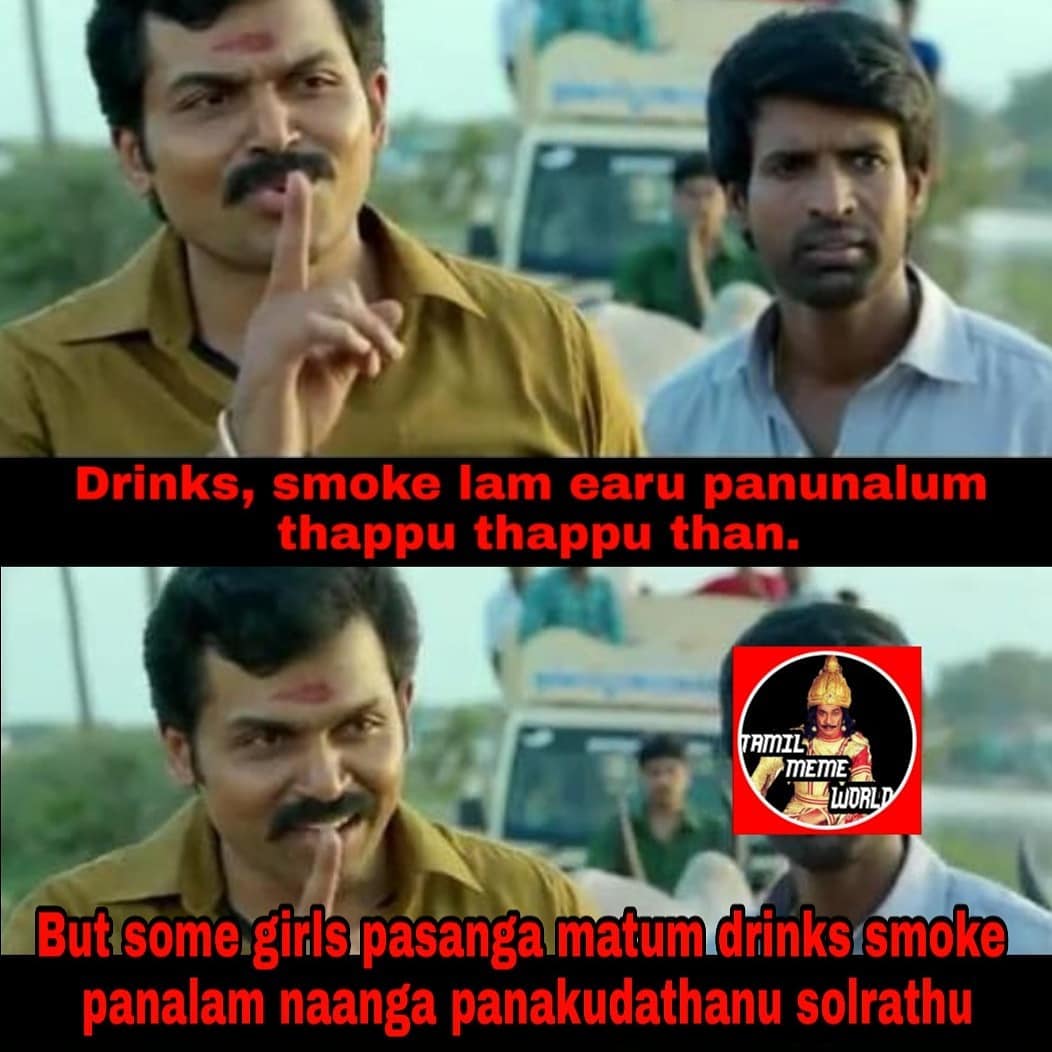 Drinks, smoke lam earu panunalum
thappu thappu than.
TAMIL
MEME
WORLD
But some girls pasanga matum drinks smoke
panalam naanga panakudathanu solrathu